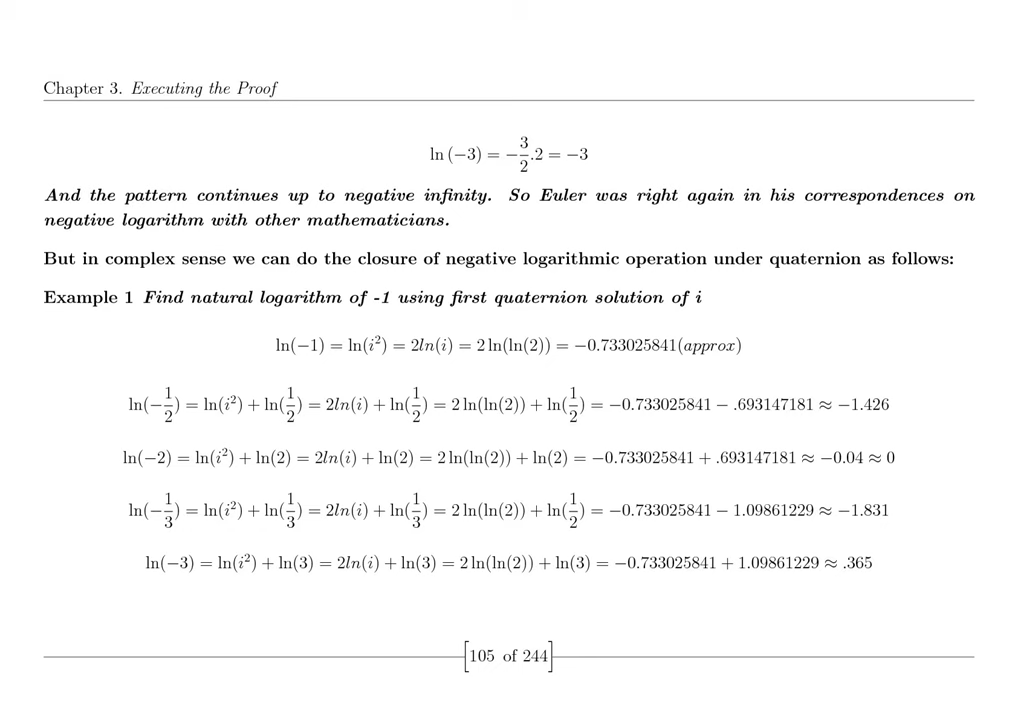 Chapter 3. Executing the Proof
ln (−3) = −3/2.2 = −3
And the pattern continues up to negative infinity. So Euler was right again in his correspondences on
negative logarithm with other mathematicians.
But in complex sense we can do the closure of negative logarithmic operation under quaternion as follows:
Example 1 Find natural logarithm of -1 using first quaternion solution of i
ln(−1) = ln(i²) = 2ln(i) = 2 ln(ln(2)) = −0.733025841(approx)
ln(−1/2) = ln(i²) + ln(1/2) = 2ln(i) + ln(1/2) = 2 ln(ln(2)) + ln(1/2) = −0.733025841 − .693147181 ≈ −1.426
ln(−2) = ln(i²) + ln(2) = 2ln(i) + ln(2) = 2 ln(ln(2)) + ln(2) = −0.733025841 + .693147181 ≈ −0.04 ≈ 0
ln(−1/3) = ln(i²) + ln(1/3) = 2ln(i) + ln(1/3) = 2 ln(ln(2)) + ln(1/2) = −0.733025841 − 1.09861229 ≈ −1.831
ln(−3) = ln(i²) + ln(3) = 2ln(i) + ln(3) = 2 ln(ln(2)) + ln(3) = −0.733025841 + 1.09861229 ≈ .365
[105 of 244]